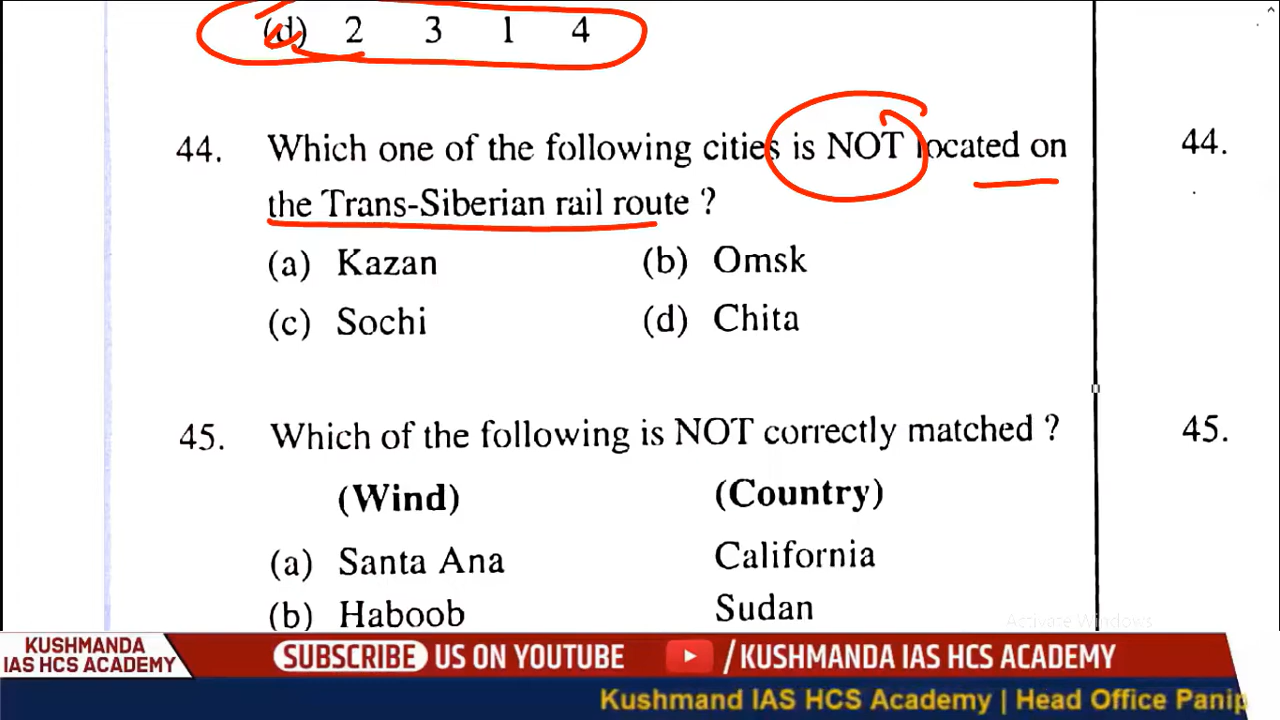 (d) 2 3 1 4
44. Which one of the following cities is NOT located on 44.
the Trans-Siberian rail route ?
(a) Kazan (b) Omsk
(c) Sochi (d) Chita
45. Which of the following is NOT correctly matched ? 45.
(Wind) (Country)
(a) Santa Ana California
(b) Haboob Sudan
Activate Windows
KUSHMANDA
IAS HCS ACADEMY
SUBSCRIBE US ON YOUTUBE /KUSHMANDA IAS HCS ACADEMY
Kushmand IAS HCS Academy | Head Office Panip